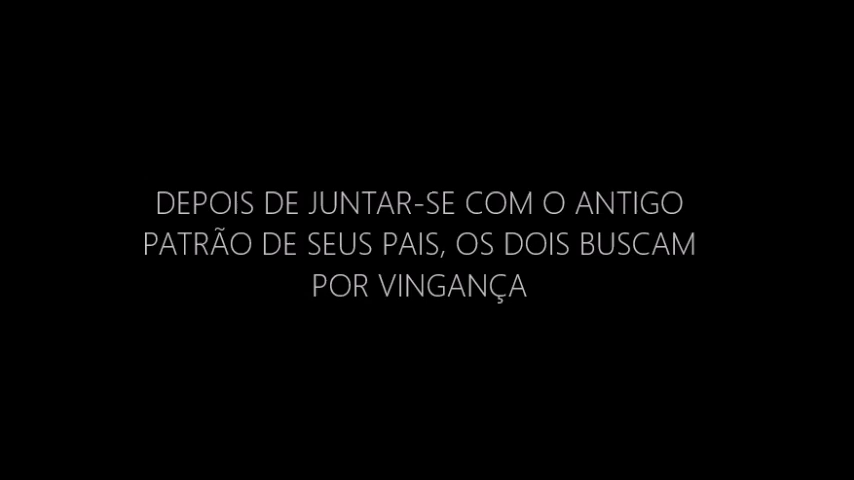 DEPOIS DE JUNTAR-SE COM O ANTIGO
PATRÃO DE SEUS PAIS, OS DOIS BUSCAM
POR VINGANÇA